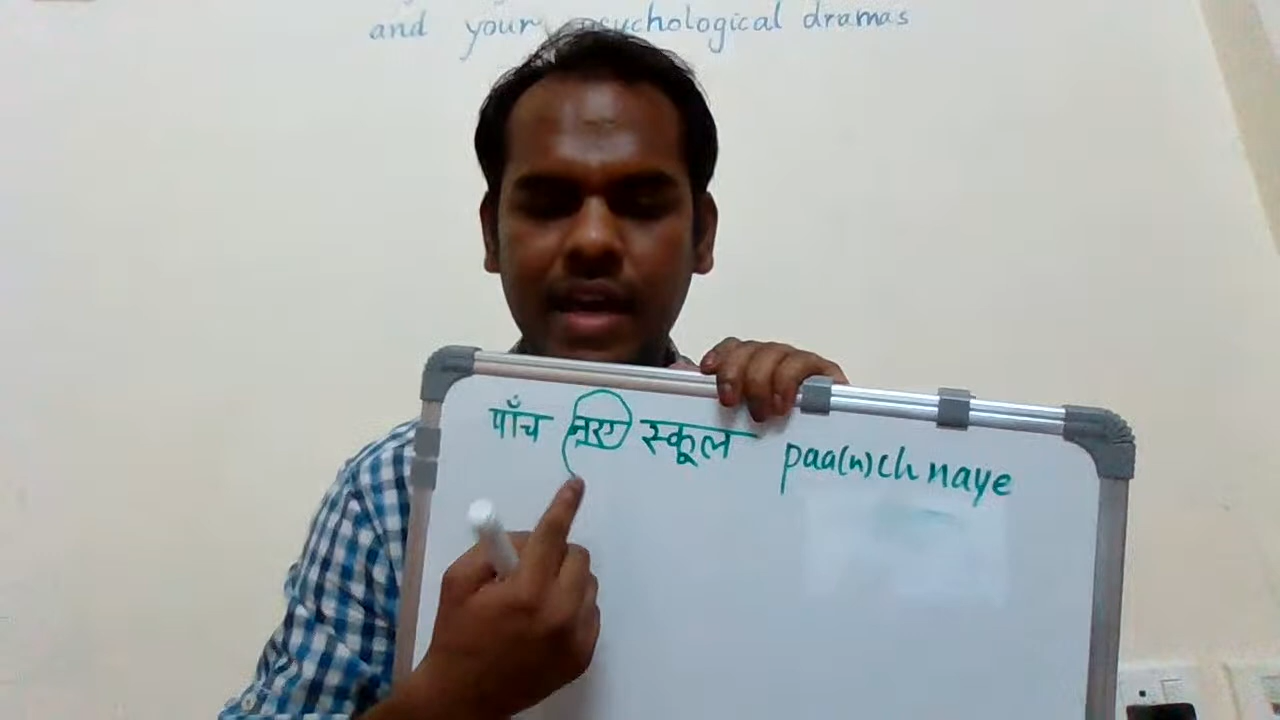 and your psychological dramas
पाँच नए स्कूल paa(n)ch naye